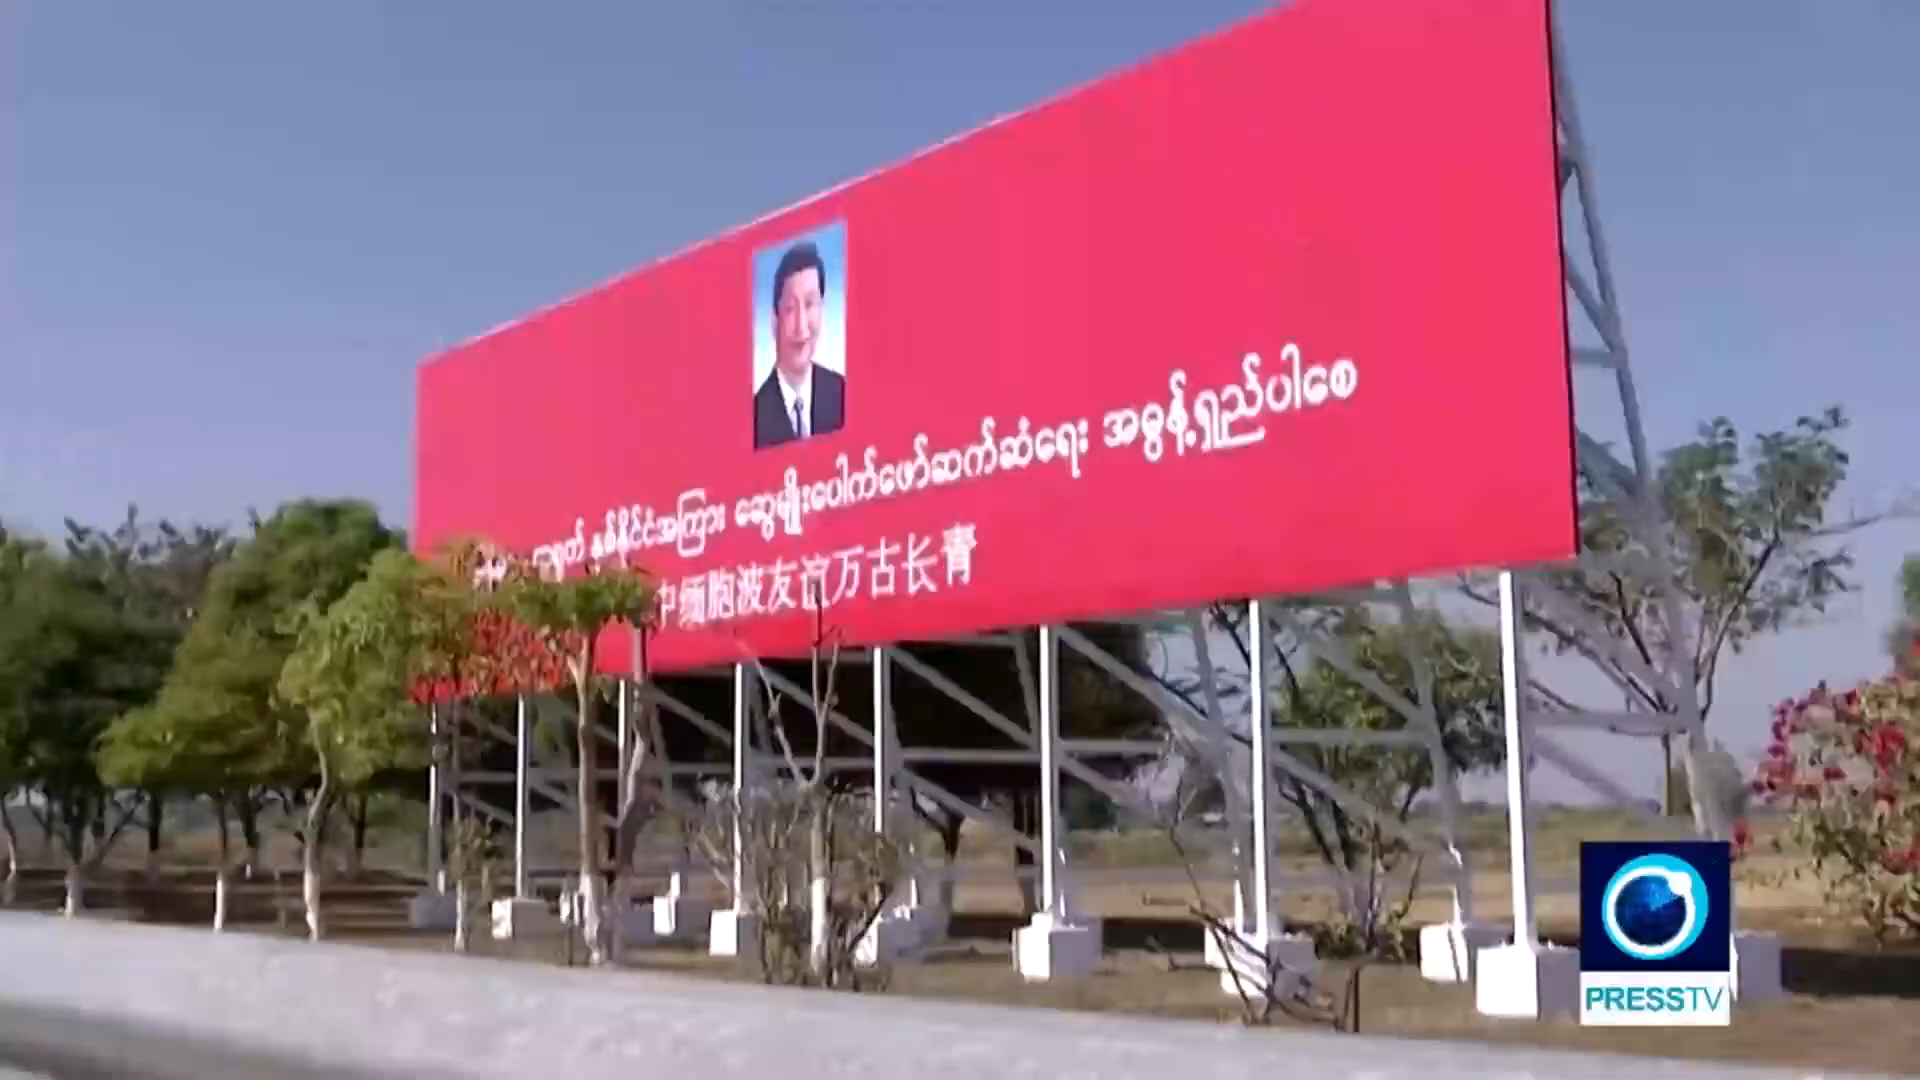 နှစ်နိုင်ငံအကြား ဆွေမျိုးပေါက်ဖော်ဆက်ဆံရေး အဓွန့်ရှည်ပါစေ
中缅胞波友谊万古长青
PRESSTV